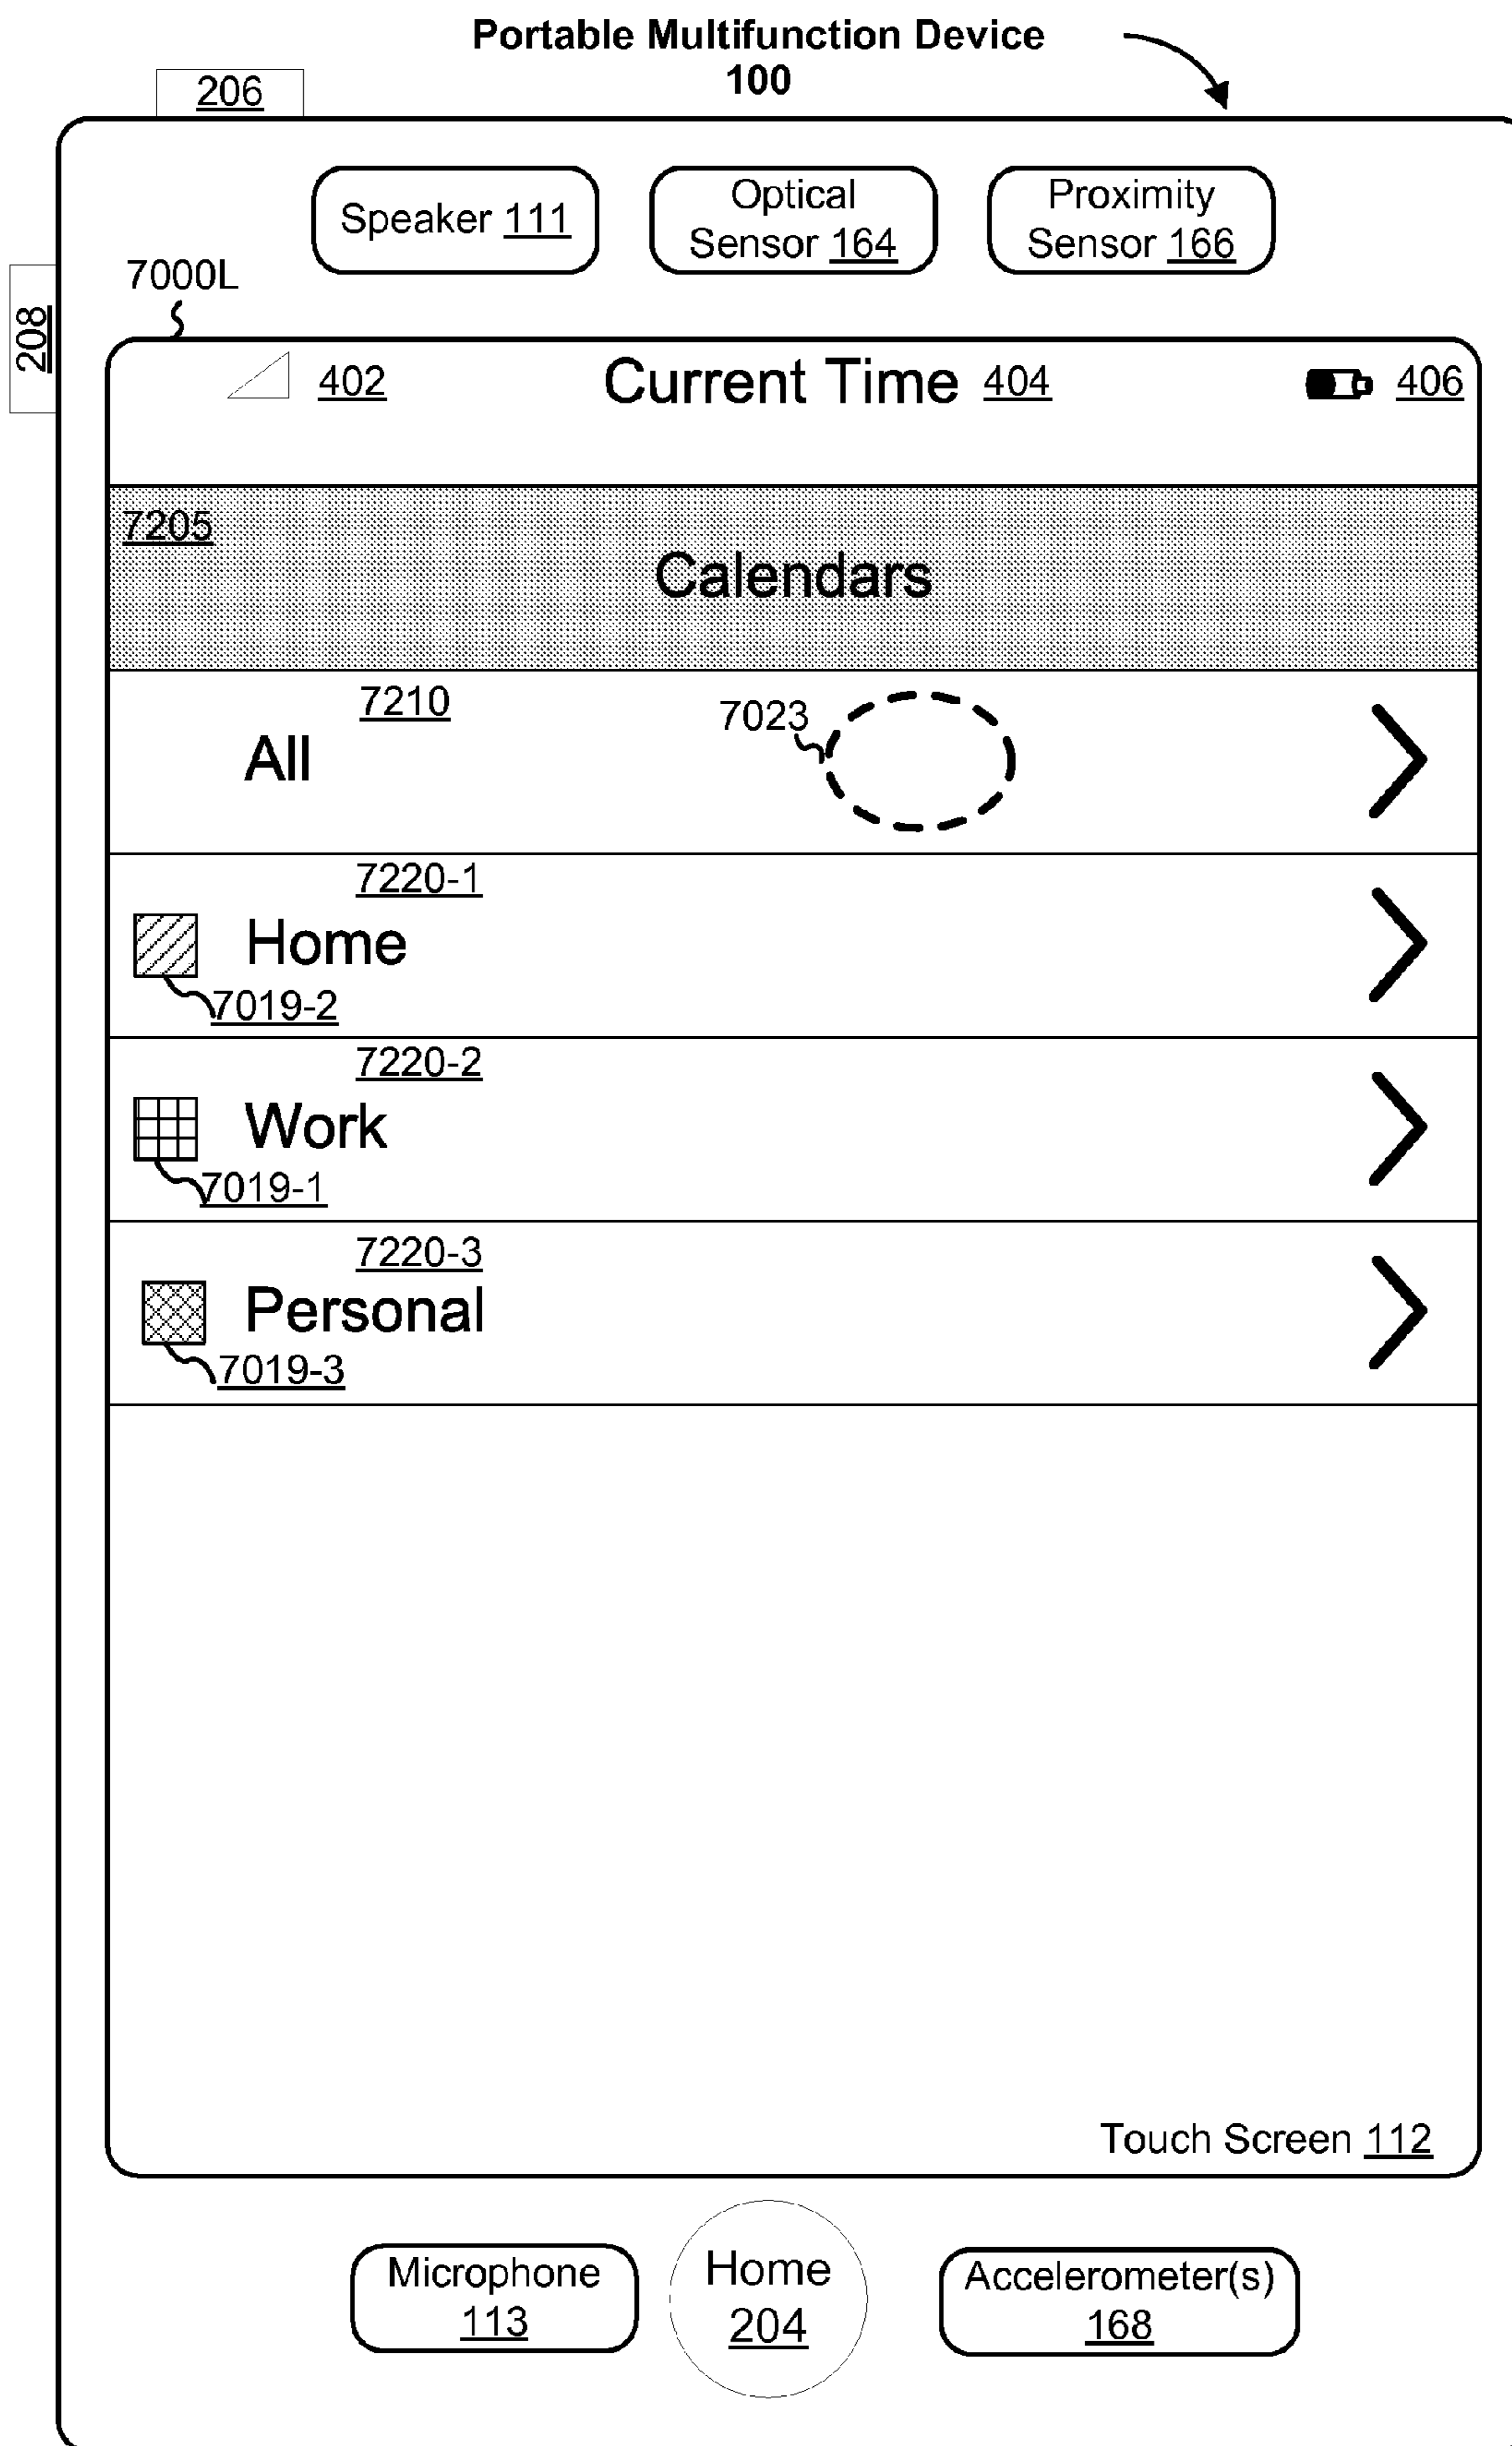 Portable Multifunction Device
100
206
Speaker 111
Optical
Sensor 164
Proximity
Sensor 166
208
7000L
402
Current Time 404
406
7205
Calendars
7210
7023
All
7220-1
Home
7019-2
7220-2
Work
7019-1
7220-3
Personal
7019-3
Touch Screen 112
Microphone
113
Home
204
Accelerometer(s)
168